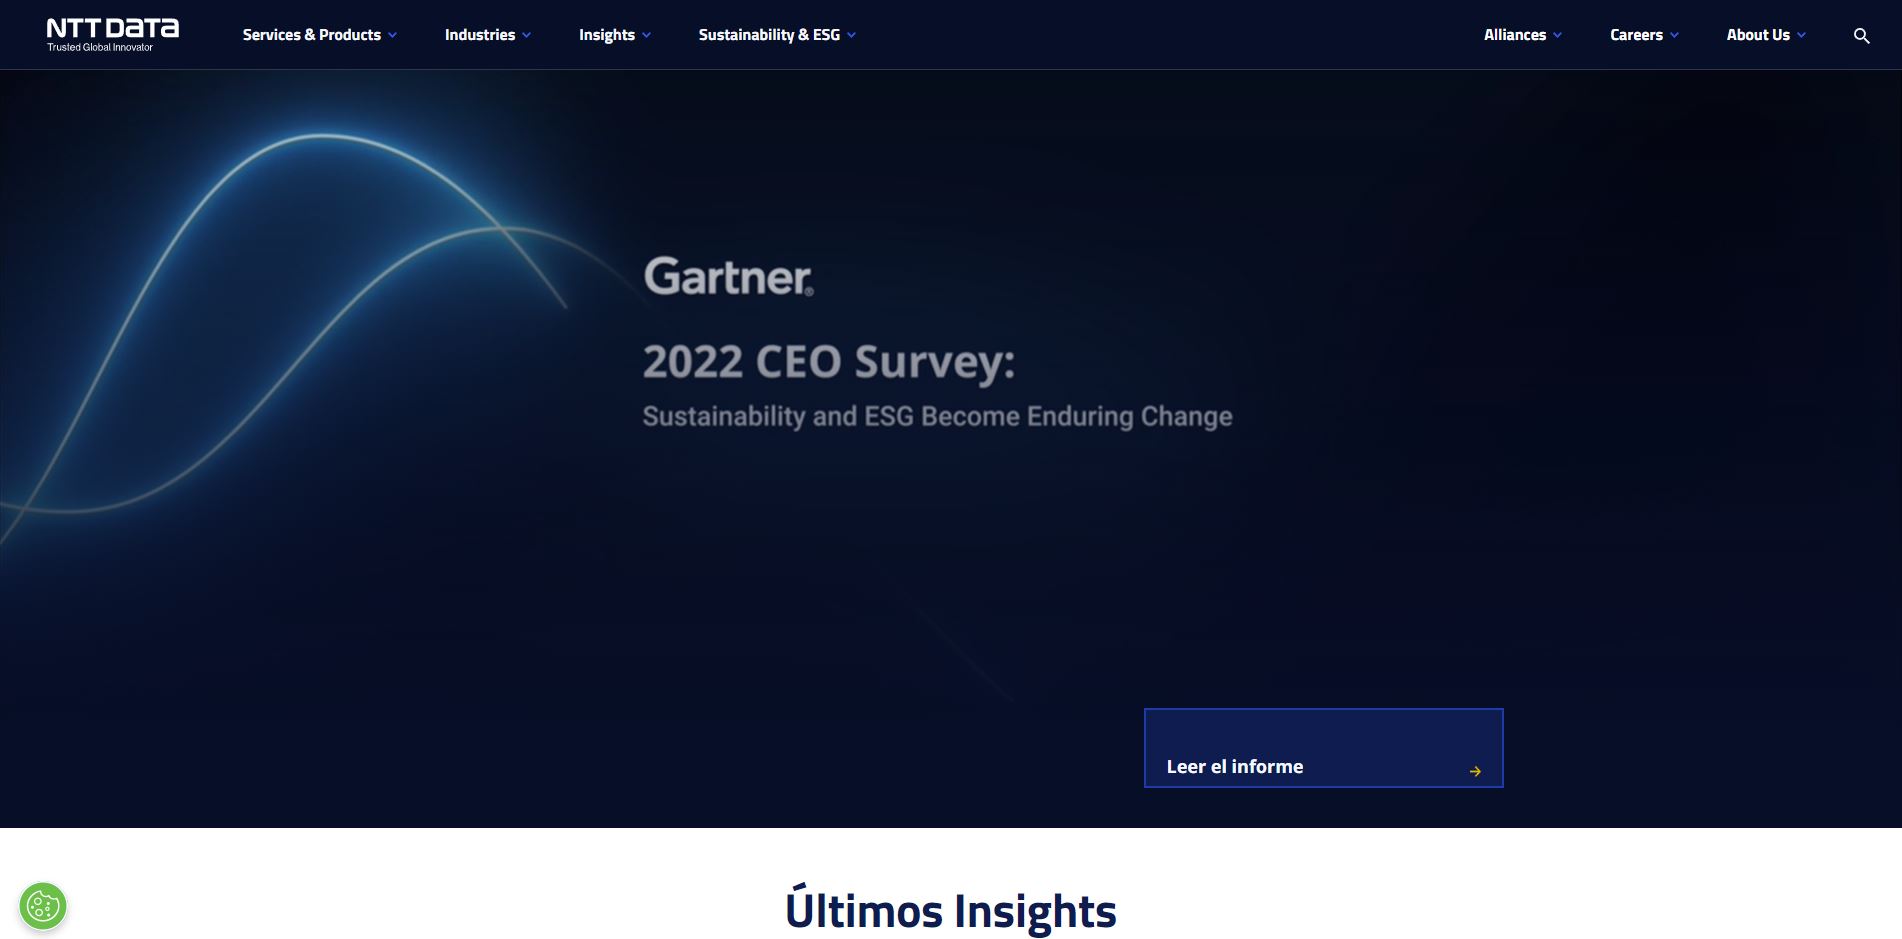 NTT DATA
Trusted Global Innovator
Services & Products
Industries
Insights
Sustainability & ESG
Alliances
Careers
About Us
Gartner®
2022 CEO Survey:
Sustainability and ESG Become Enduring Change
Leer el informe
Últimos Insights